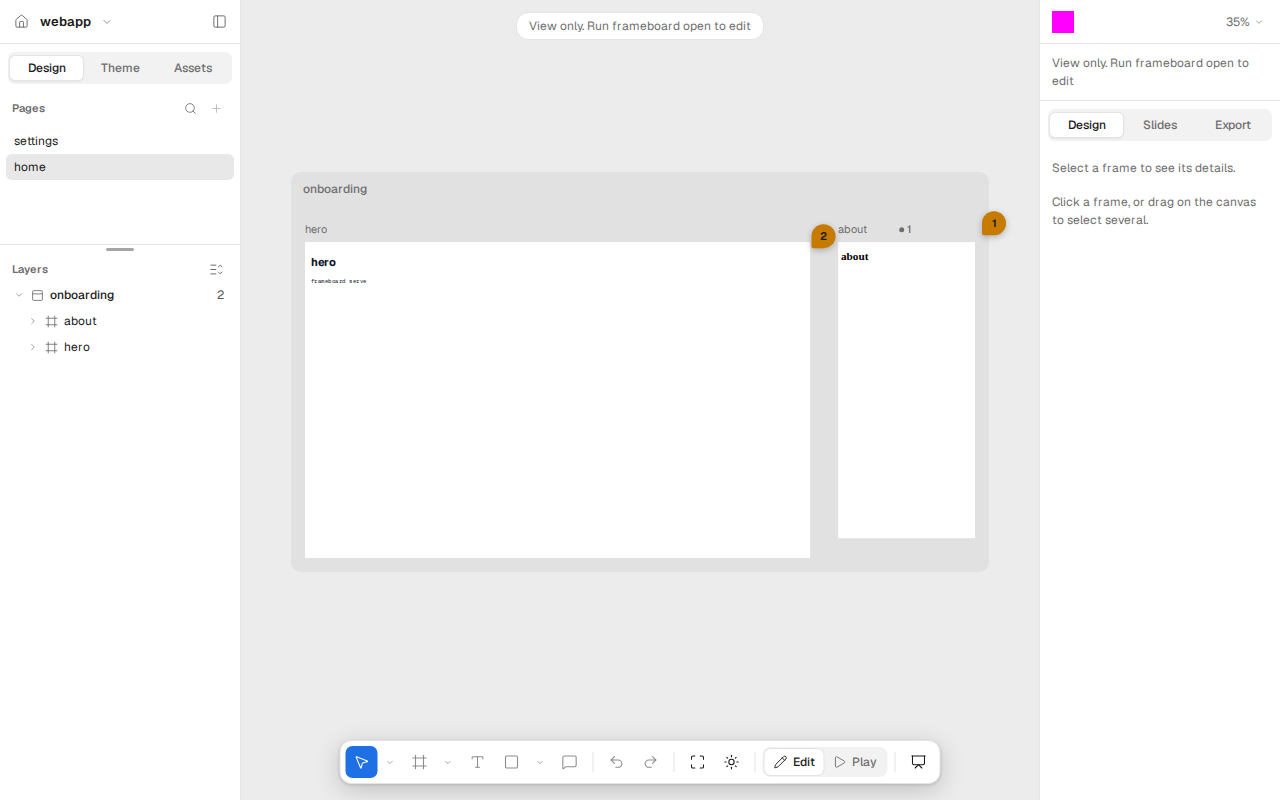 webapp
View only. Run frameboard open to edit
35%
Design
Theme
Assets
View only. Run frameboard open to
edit
Pages
Design
Slides
Export
settings
home
Select a frame to see its details.
Click a frame, or drag on the canvas
to select several.
onboarding
hero
2
about
1
1
hero
frameboard serve
about
Layers
onboarding
2
about
hero
Edit
Play